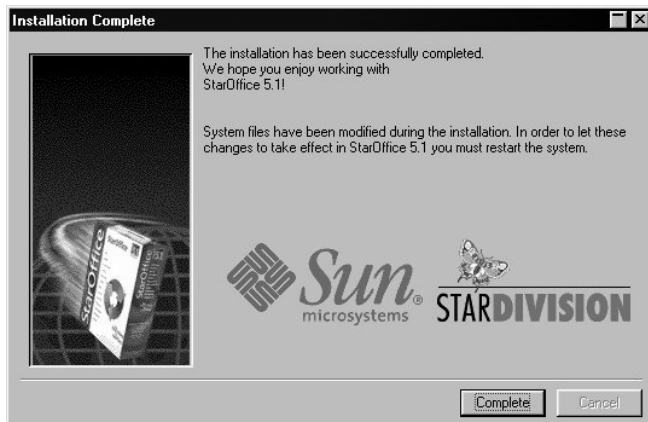 Installation Complete
The installation has been successfully completed.
We hope you enjoy working with
StarOffice 5.1!
System files have been modified during the installation. In order to let these
changes to take effect in StarOffice 5.1 you must restart the system.
StarOffice
StarOffice
Sun®
microsystems
STARDIVISION
Complete
Cancel